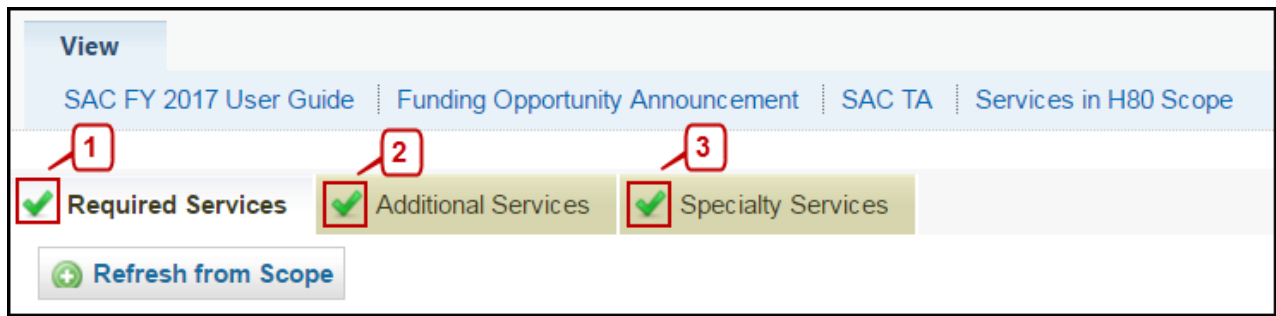 View
SAC FY 2017 User Guide Funding Opportunity Announcement SAC TA Services in H80 Scope
1 2 3
Required Services Additional Services Specialty Services
Refresh from Scope